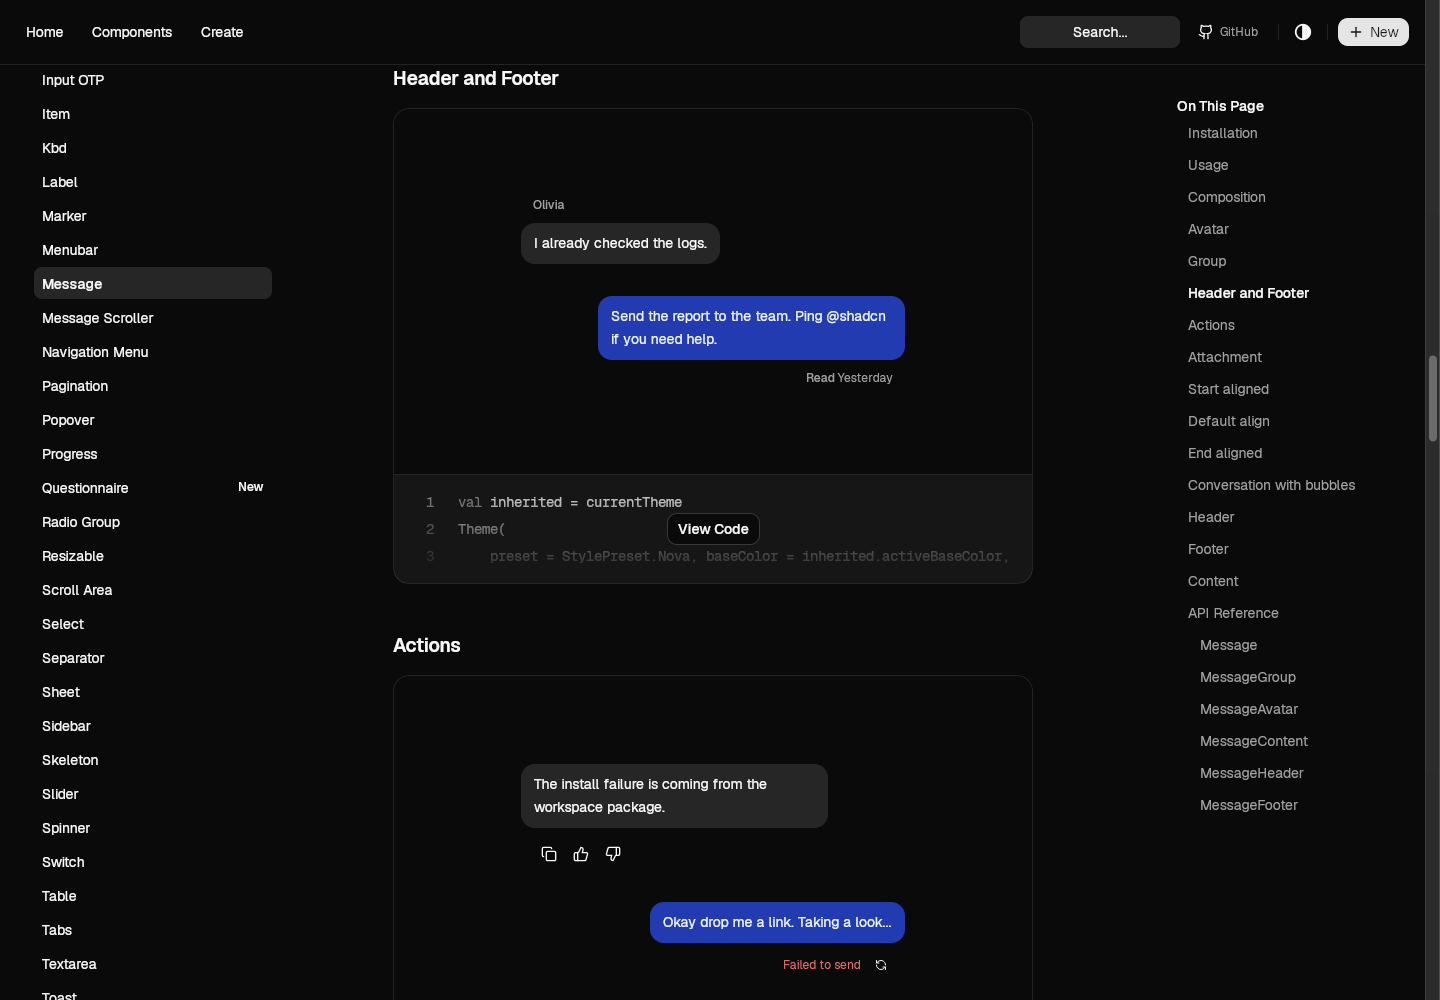 Home
Components
Create
Search...
GitHub
New
Input OTP
Item
Kbd
Label
Marker
Menubar
Message
Message Scroller
Navigation Menu
Pagination
Popover
Progress
Questionnaire New
Radio Group
Resizable
Scroll Area
Select
Separator
Sheet
Sidebar
Skeleton
Slider
Spinner
Switch
Table
Tabs
Textarea
Toast
Header and Footer
Olivia
I already checked the logs.
Send the report to the team. Ping @shadcn
if you need help.
Read Yesterday
1 val inherited = currentTheme
2 Theme(
View Code
3 preset = StylePreset.Nova, baseColor = inherited.activeBaseColor,
Actions
The install failure is coming from the
workspace package.
Okay drop me a link. Taking a look...
Failed to send
On This Page
Installation
Usage
Composition
Avatar
Group
Header and Footer
Actions
Attachment
Start aligned
Default align
End aligned
Conversation with bubbles
Header
Footer
Content
API Reference
Message
MessageGroup
MessageAvatar
MessageContent
MessageHeader
MessageFooter